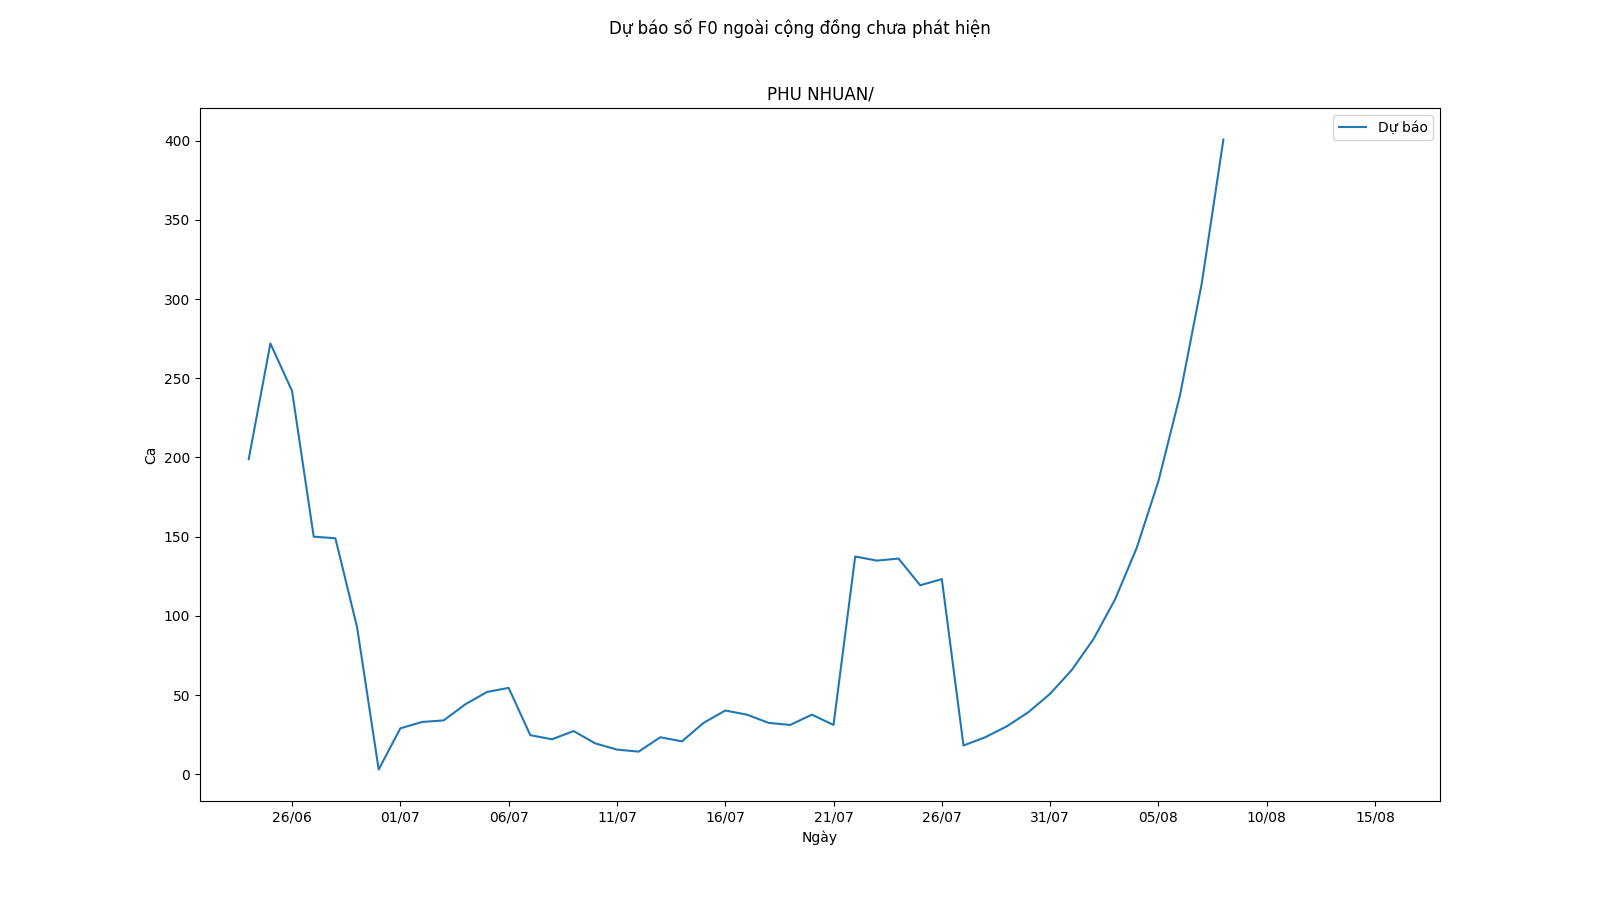 Dự báo số F0 ngoài cộng đồng chưa phát hiện
PHU NHUAN/
Dự báo
400
350
300
250
200
150
100
50
0
Ca
26/06 01/07 06/07 11/07 16/07 21/07 26/07 31/07 05/08 10/08 15/08
Ngày